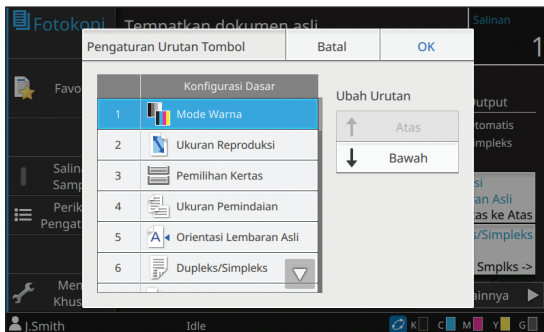 Fotokopi
Tempatkan dokumen asli
Salinan
1
Pengaturan Urutan Tombol
Batal
OK
Favo
Konfigurasi Dasar
1 Mode Warna
2 Ukuran Reproduksi
3 Pemilihan Kertas
4 Ukuran Pemindaian
5 A Orientasi Lembaran Asli
6 Dupleks/Simpleks
Ubah Urutan
Atas
Bawah
utput
tomatis
impleks
Salin
Samp
Perik
Pengat
Men
Khus
si
an Asli
as ke Atas
s/Simpleks
Smplks ->
ainnya
J.Smith
Idle
K C M Y G